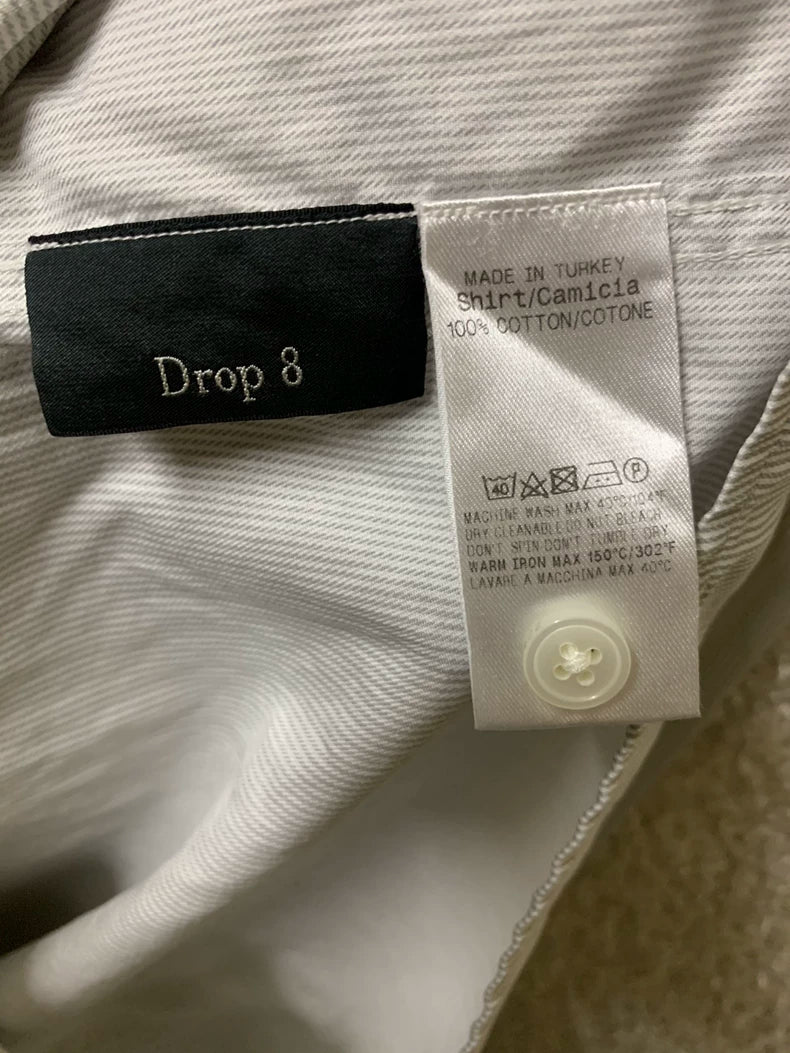 Drop 8
MADE IN TURKEY
Shirt/Camicia
100% COTTON/COTONE
40 P
MACHINE WASH MAX 40°C/104°F
DRY CLEANABLE DO NOT BLEACH
DON'T SPIN DON'T TUMBLE DRY
WARM IRON MAX 150°C/302°F
LAVARE A MACCHINA MAX 40°C